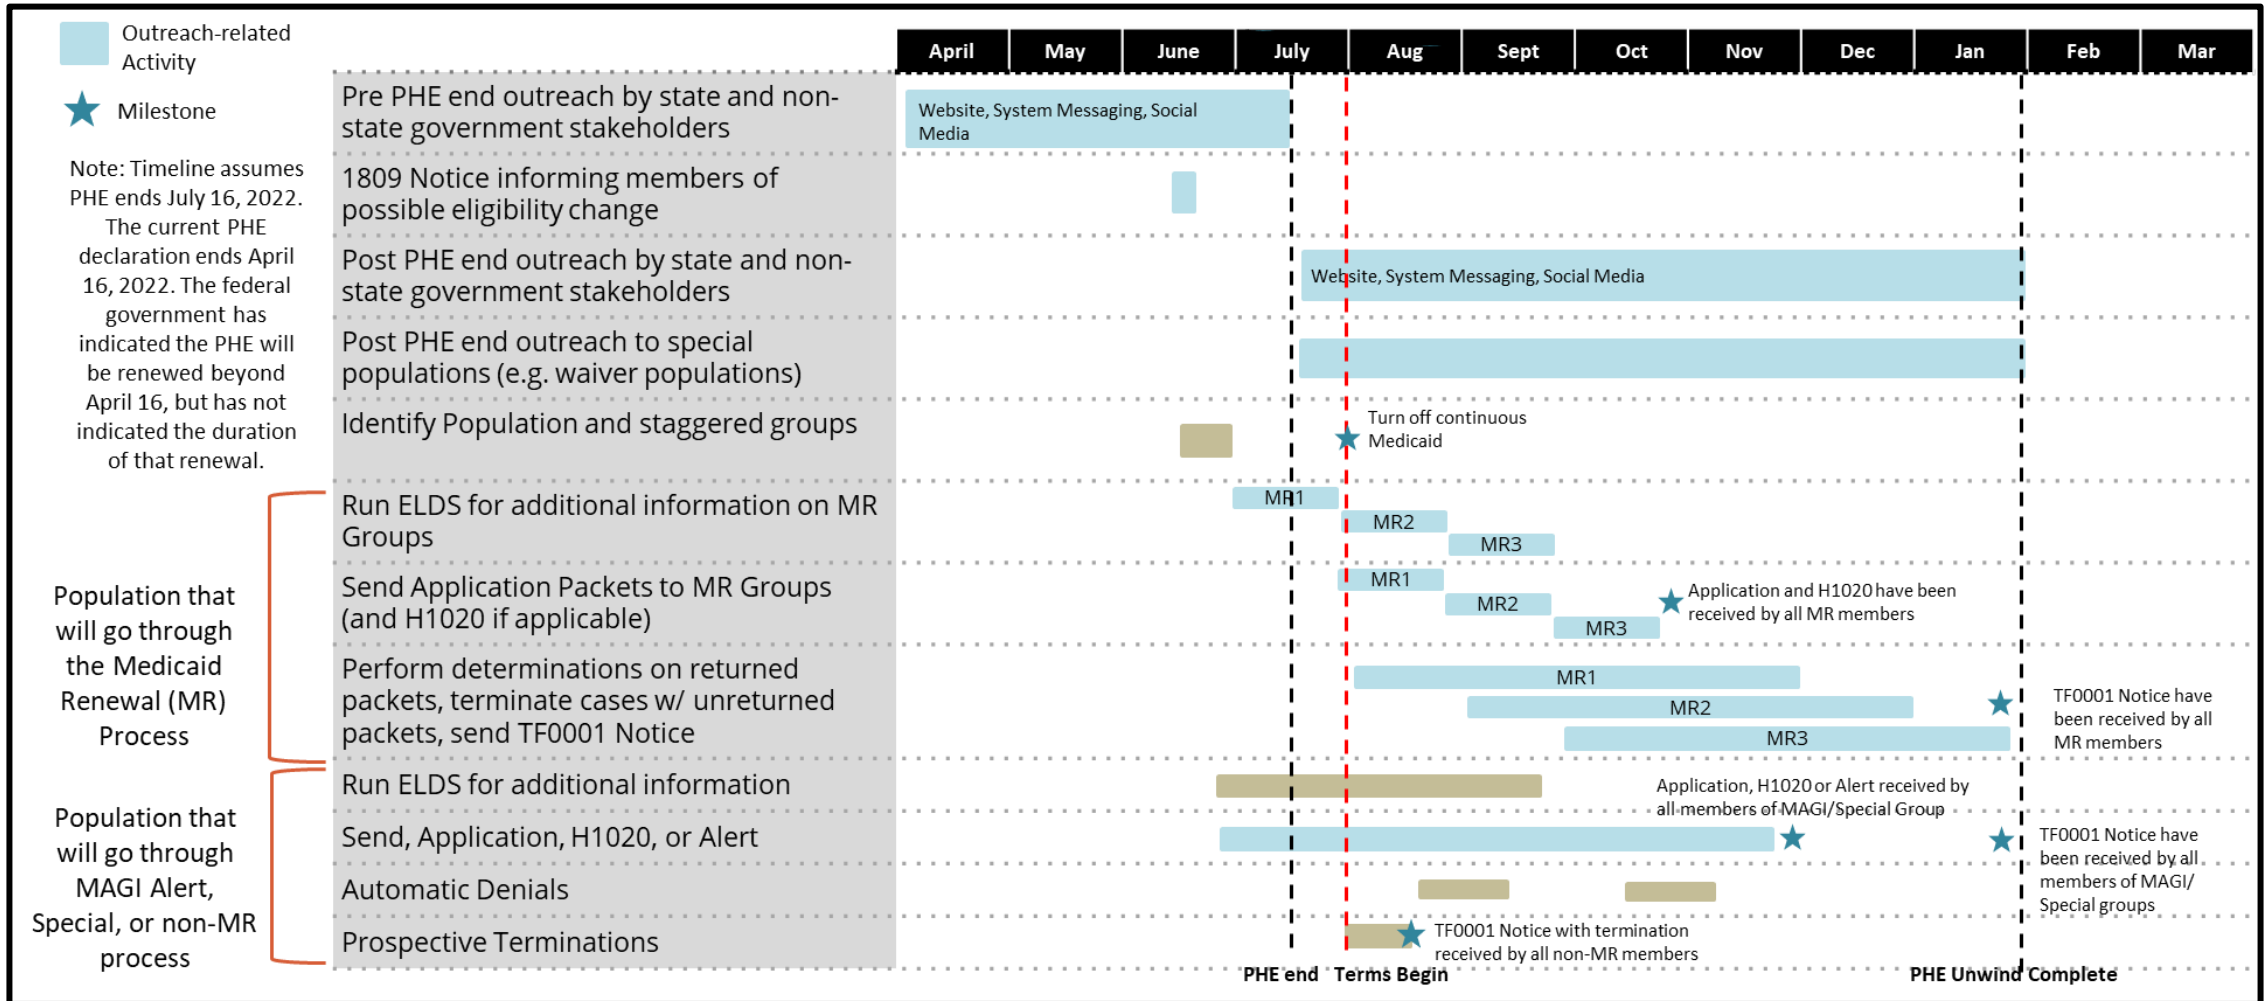 Outreach-related
Activity
Milestone
Note: Timeline assumes
PHE ends July 16, 2022.
The current PHE
declaration ends April
16, 2022. The federal
government has
indicated the PHE will
be renewed beyond
April 16, but has not
indicated the duration
of that renewal.
April May June July Aug Sept Oct Nov Dec Jan Feb Mar
Pre PHE end outreach by state and non-
state government stakeholders
Website, System Messaging, Social
Media
1809 Notice informing members of
possible eligibility change
Post PHE end outreach by state and non-
state government stakeholders
Website, System Messaging, Social Media
Post PHE end outreach to special
populations (e.g. waiver populations)
Identify Population and staggered groups
Turn off continuous
Medicaid
Population that
will go through
the Medicaid
Renewal (MR)
Process
Run ELDS for additional information on MR
Groups
MR1
MR2
MR3
Send Application Packets to MR Groups
(and H1020 if applicable)
MR1
MR2
MR3
Application and H1020 have been
received by all MR members
Perform determinations on returned
packets, terminate cases w/ unreturned
packets, send TF0001 Notice
MR1
MR2
MR3
TF0001 Notice have
been received by all
MR members
Population that
will go through
MAGI Alert,
Special, or non-MR
process
Run ELDS for additional information
Application, H1020 or Alert received by
all members of MAGI/Special Group
Send, Application, H1020, or Alert
TF0001 Notice have
been received by all
members of MAGI/
Special groups
Automatic Denials
Prospective Terminations
TF0001 Notice with termination
received by all non-MR members
PHE end Terms Begin PHE Unwind Complete